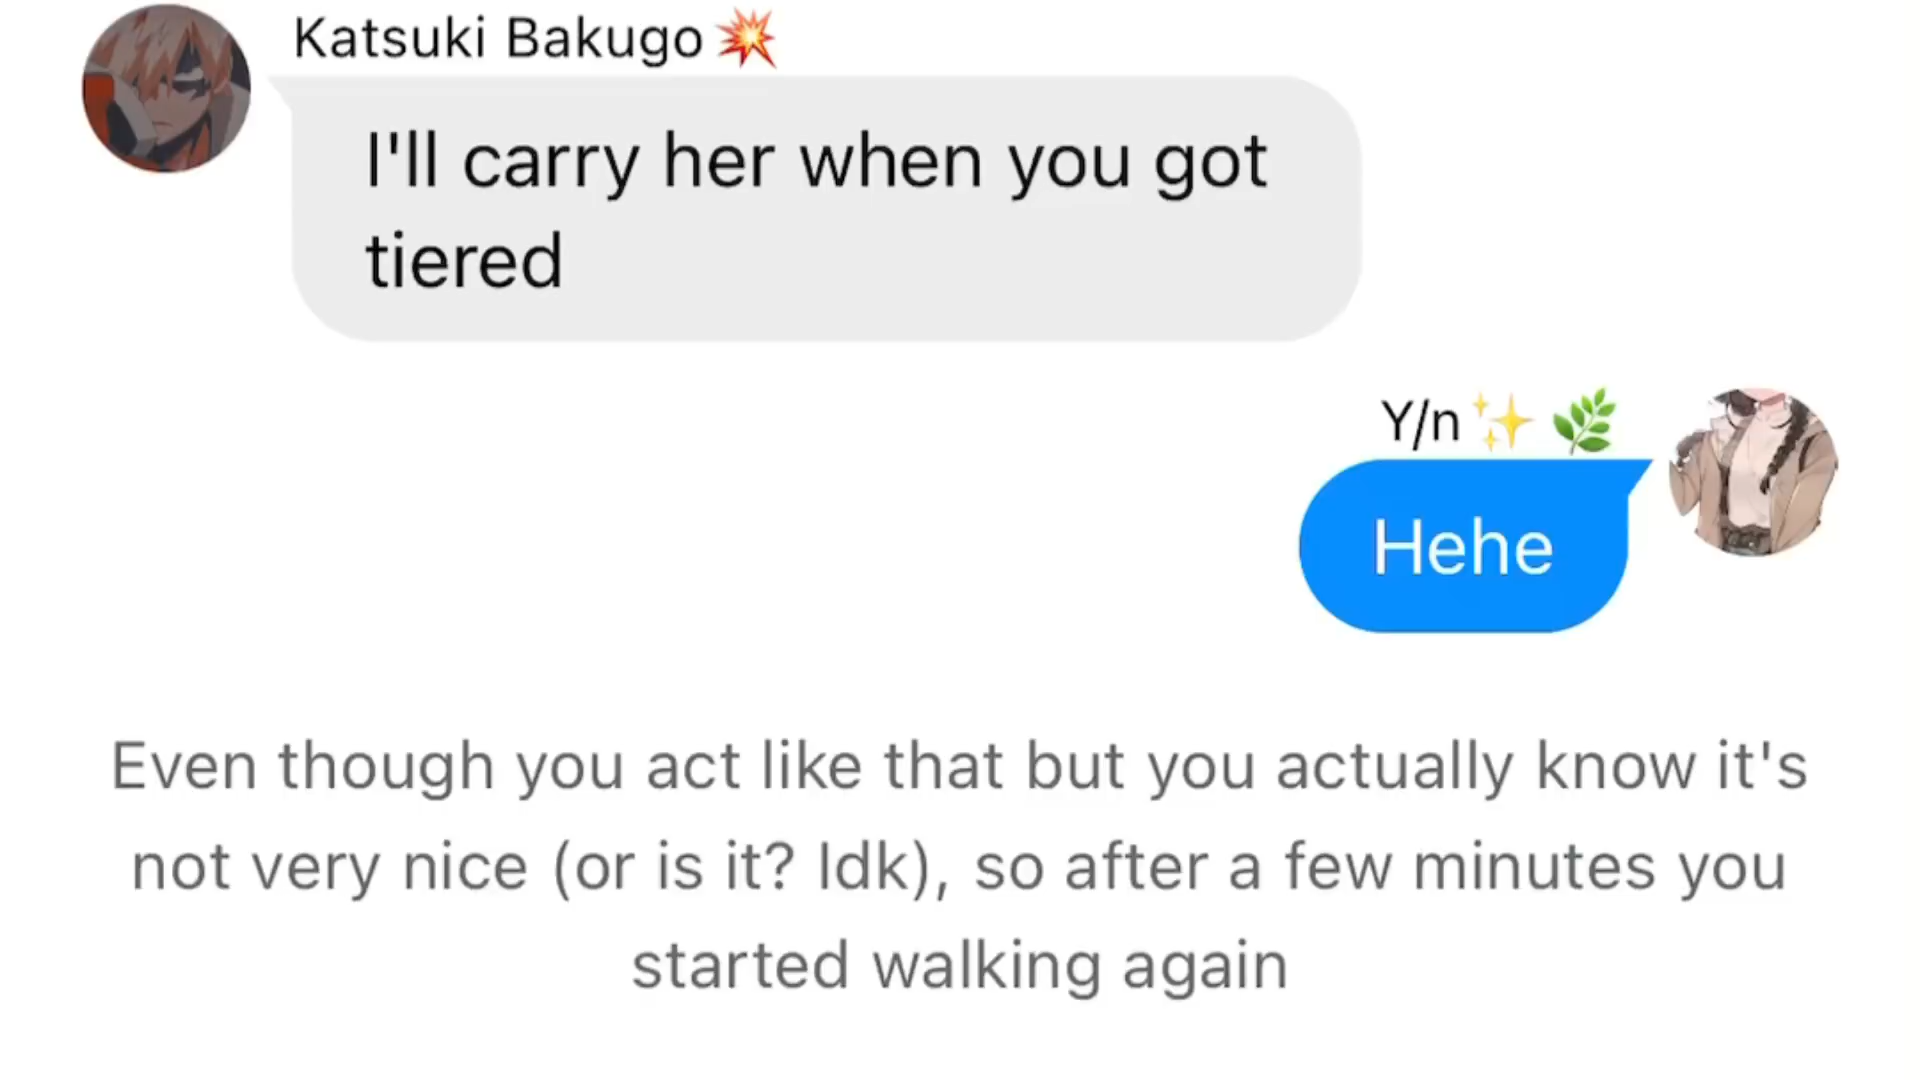 Katsuki Bakugo💥
I'll carry her when you got
tiered
Y/n✨🌿
Hehe
Even though you act like that but you actually know it's
not very nice (or is it? Idk), so after a few minutes you
started walking again